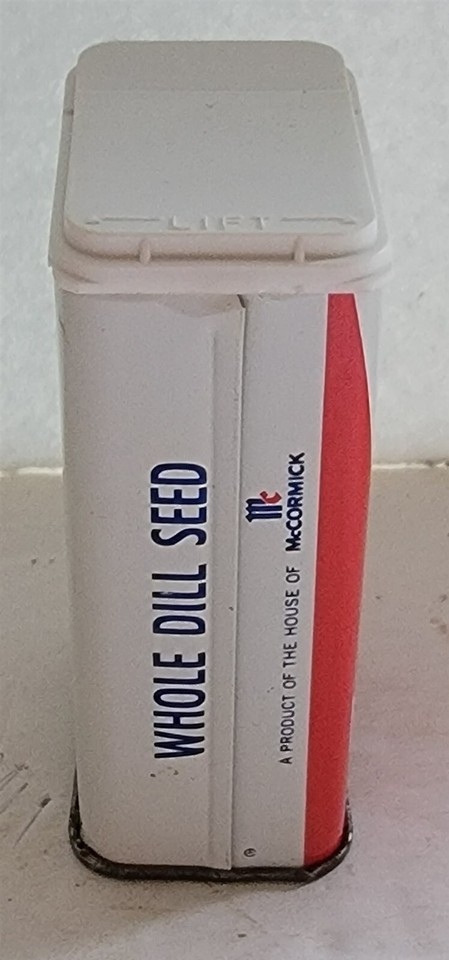 LIFT
WHOLE DILL SEED
Mc
A PRODUCT OF THE HOUSE OF McCORMICK
©